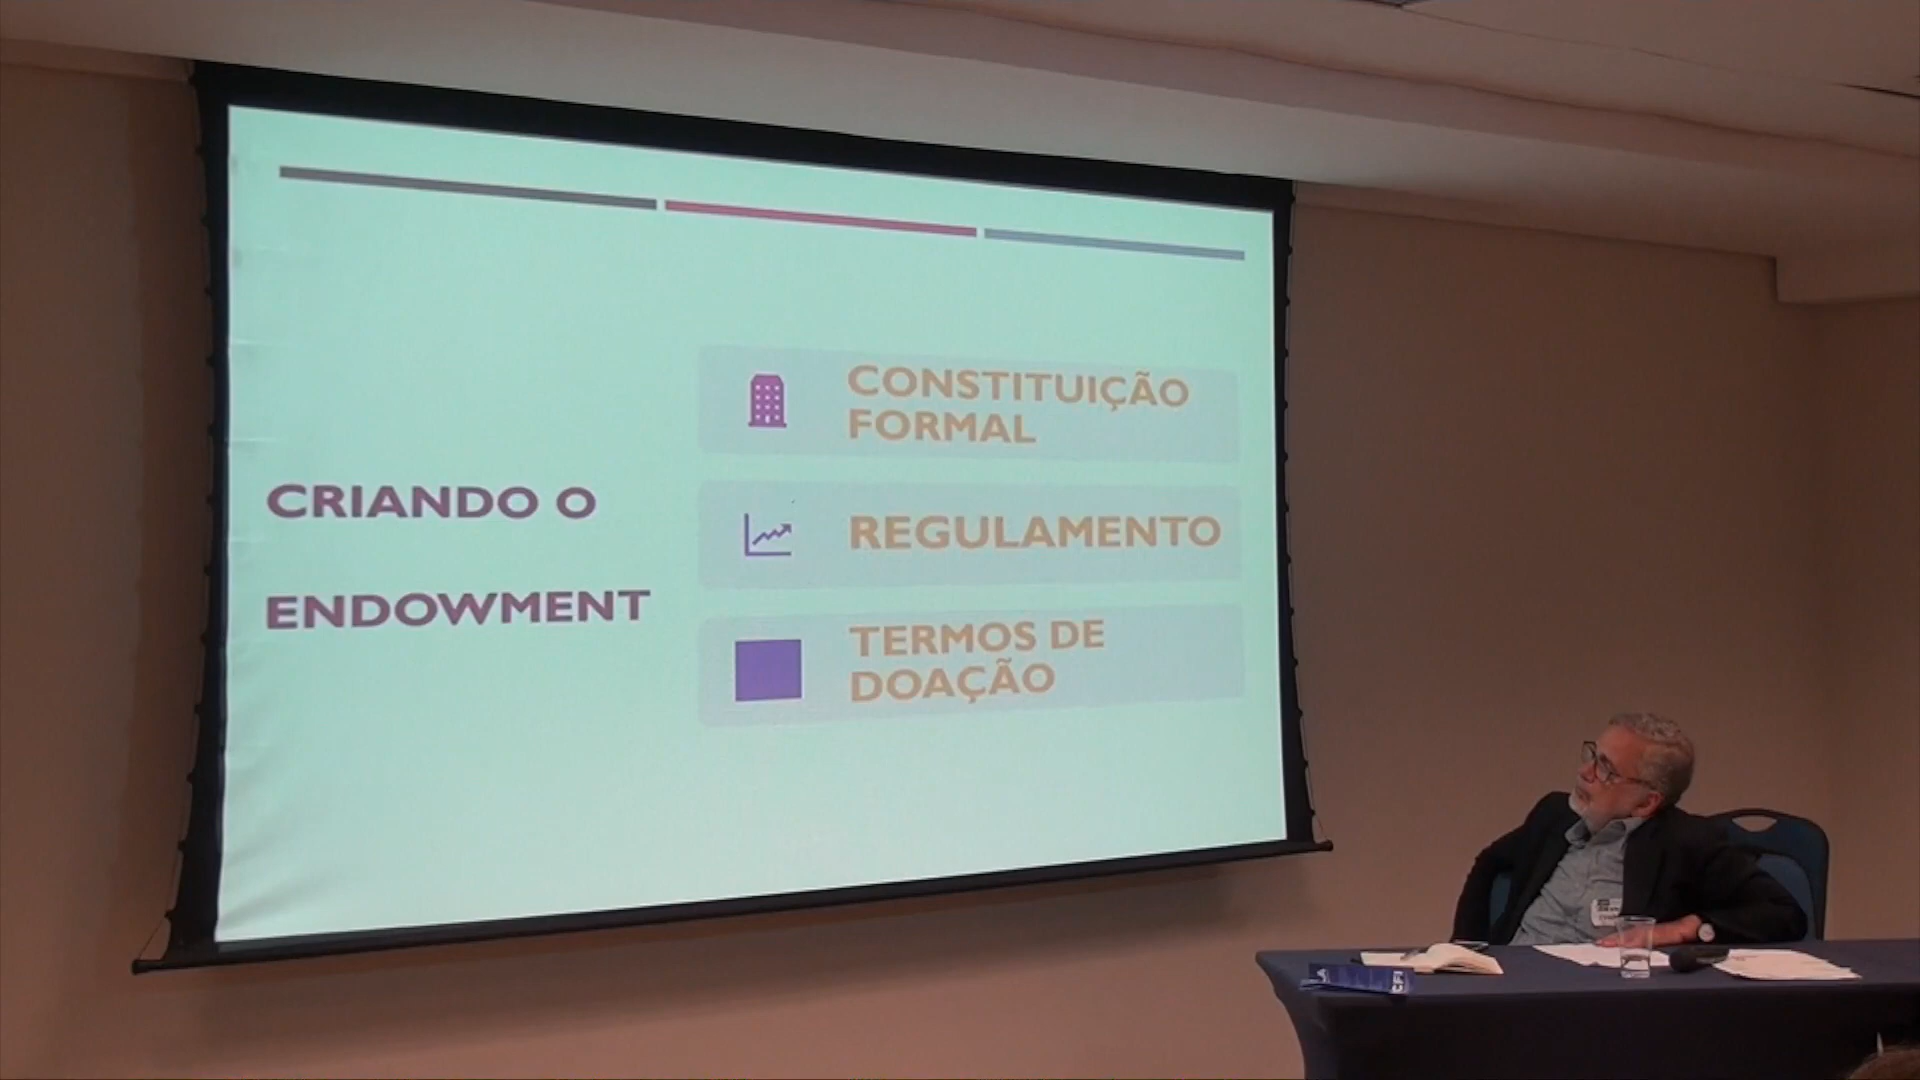 CRIANDO O
ENDOWMENT
CONSTITUIÇÃO
FORMAL
REGULAMENTO
TERMOS DE
DOAÇÃO